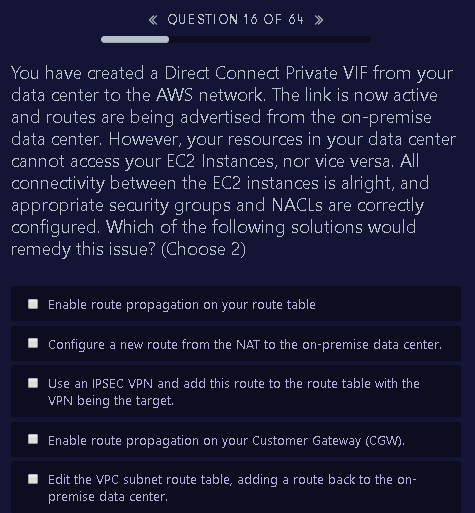 « QUESTION 16 OF 64 »
You have created a Direct Connect Private VIF from your
data center to the AWS network. The link is now active
and routes are being advertised from the on-premise
data center. However, your resources in your data center
cannot access your EC2 Instances, nor vice versa. All
connectivity between the EC2 instances is alright, and
appropriate security groups and NACLs are correctly
configured. Which of the following solutions would
remedy this issue? (Choose 2)
Enable route propagation on your route table
Configure a new route from the NAT to the on-premise data center.
Use an IPSEC VPN and add this route to the route table with the
VPN being the target.
Enable route propagation on your Customer Gateway (CGW).
Edit the VPC subnet route table, adding a route back to the on-
premise data center.